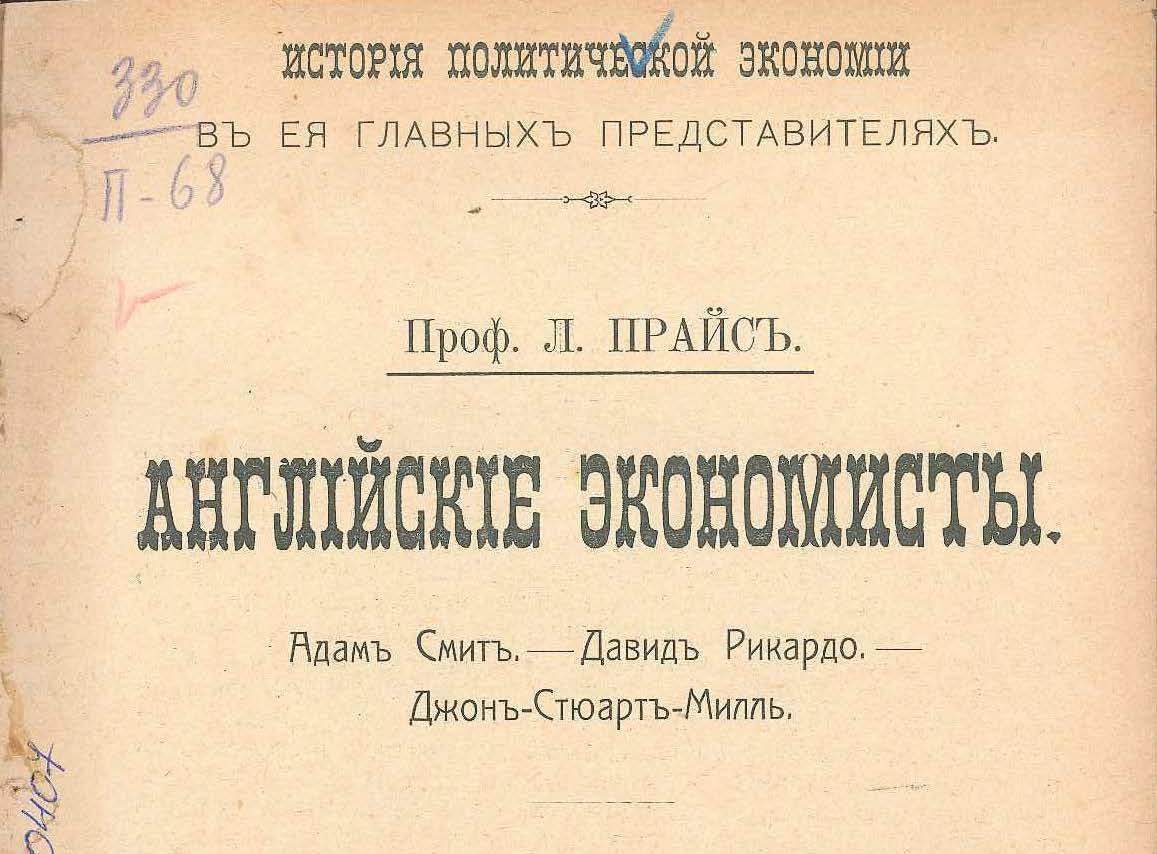 ИСТОРІЯ ПОЛИТИЧЕСКОЙ ЭКОНОМІИ
ВЪ ЕЯ ГЛАВНЫХЪ ПРЕДСТАВИТЕЛЯХЪ.
330
П-68
Проф. Л. ПРАЙСЪ.
АНГЛІЙСКІЕ ЭКОНОМИСТЫ.
Адамъ Смитъ. — Давидъ Рикардо. —
Джонъ-Стюартъ-Милль.